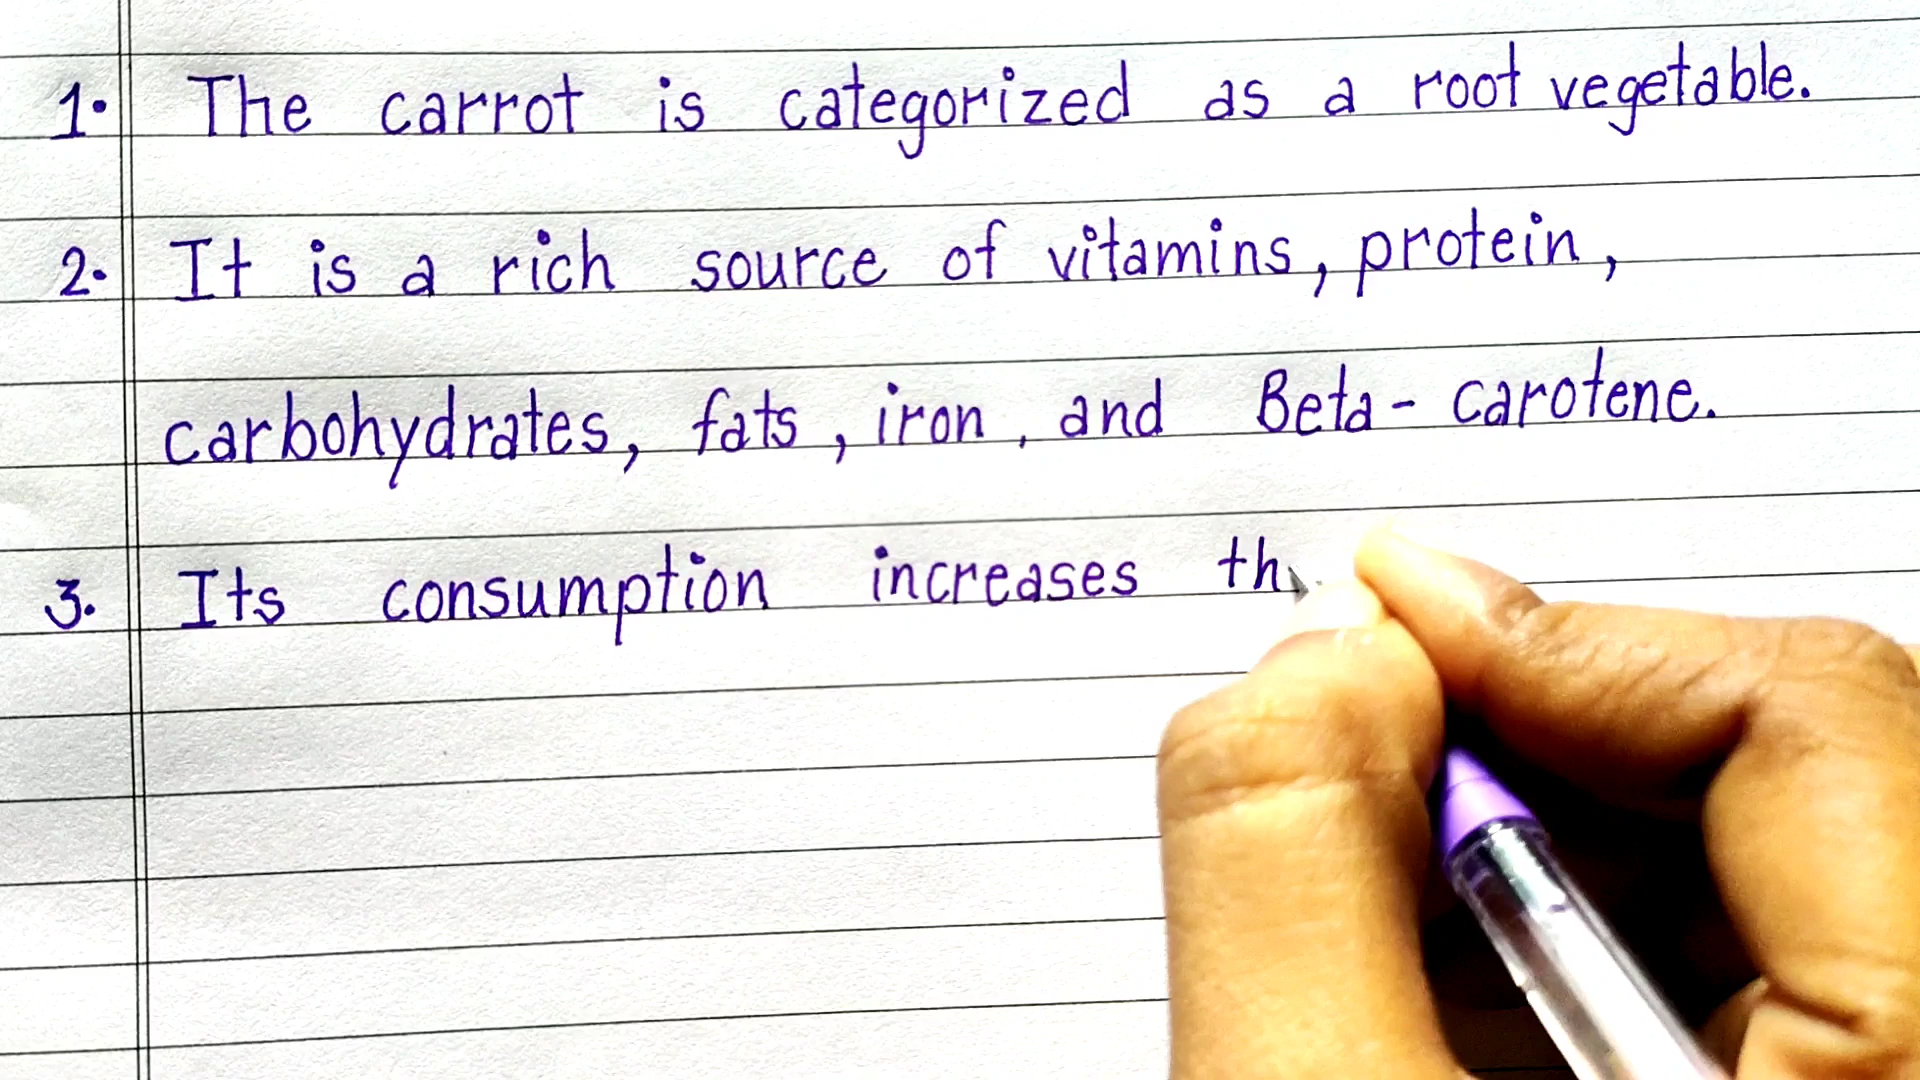 1. The carrot is categorized as a root vegetable.
2. It is a rich source of vitamins, protein,
carbohydrates, fats, iron, and Beta-carotene.
3. Its consumption increases th